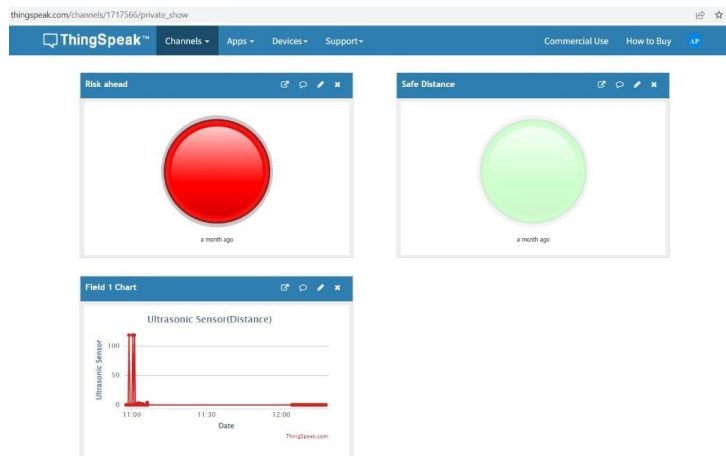 thingspeak.com/channels/1717566/private_show
ThingSpeak™ Channels Apps Devices Support Commercial Use How to Buy AP
Risk ahead
a month ago
Safe Distance
a month ago
Field 1 Chart
Ultrasonic Sensor(Distance)
Ultrasonic Sensor
100
50
0
11:00 11:30 12:00
Date
ThingSpeak.com